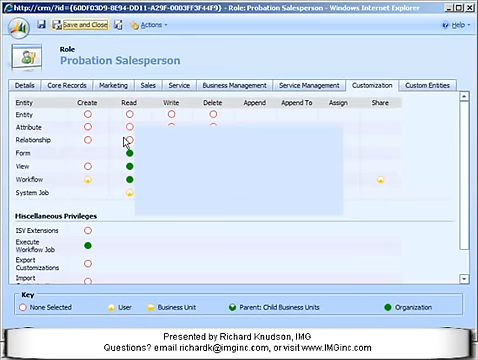 http://crm/?id={60DF03D9-8E94-DD11-A29F-0003FF3F44F9} - Role: Probation Salesperson - Windows Internet Explorer
Save and Close Actions Help
Role
Probation Salesperson
Details Core Records Marketing Sales Service Business Management Service Management Customization Custom Entities
Entity Create Read Write Delete Append Append To Assign Share
Entity
Attribute
Relationship
Form
View
Workflow
System Job
Miscellaneous Privileges
ISV Extensions
Execute
Workflow Job
Export
Customizations
Import
Key
None Selected User Business Unit Parent: Child Business Units Organization
Presented by Richard Knudson, IMG
Questions? email richardk@imginc.com, or visit www.IMGinc.com